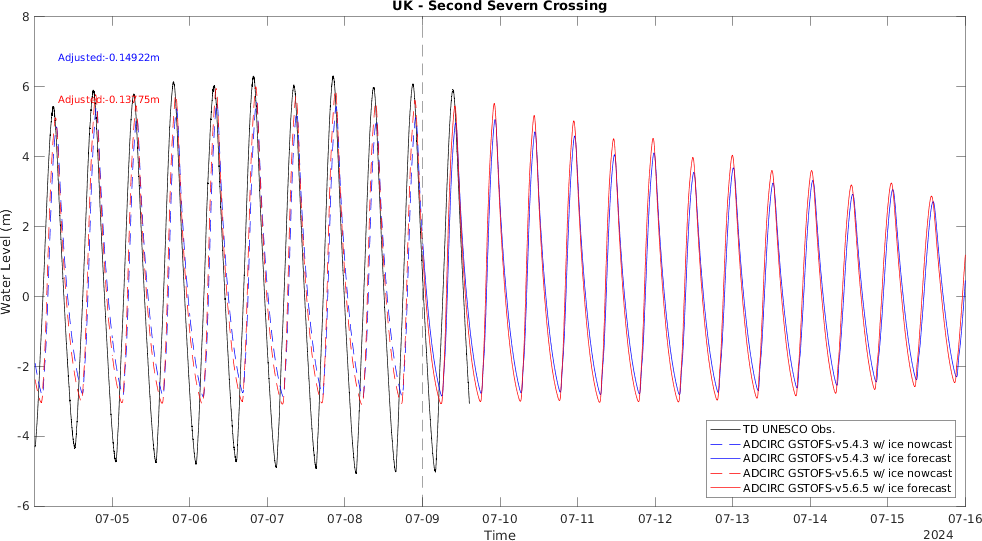 UK - Second Severn Crossing
8
6
4
2
0
-2
-4
-6
Water Level (m)
Adjusted:-0.14922m
Adjusted:-0.13175m
TD UNESCO Obs.
ADCIRC GSTOFS-v5.4.3 w/ ice nowcast
ADCIRC GSTOFS-v5.4.3 w/ ice forecast
ADCIRC GSTOFS-v5.6.5 w/ ice nowcast
ADCIRC GSTOFS-v5.6.5 w/ ice forecast
07-05 07-06 07-07 07-08 07-09 07-10 07-11 07-12 07-13 07-14 07-15 07-16
Time
2024